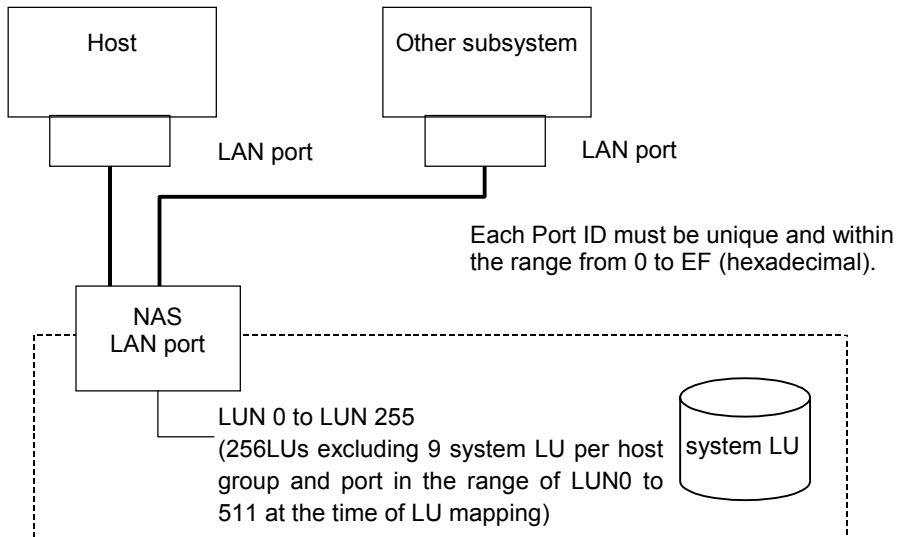 Host
Other subsystem
LAN port
LAN port
Each Port ID must be unique and within
the range from 0 to EF (hexadecimal).
NAS
LAN port
LUN 0 to LUN 255
(256LUs excluding 9 system LU per host
group and port in the range of LUN0 to
511 at the time of LU mapping)
system LU